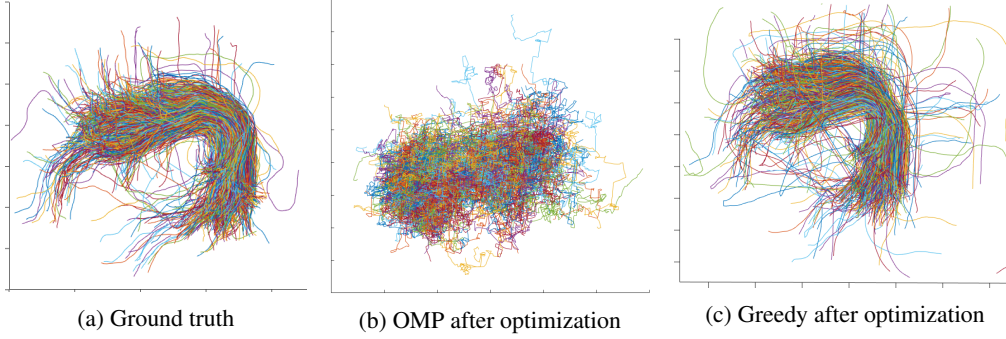 (a) Ground truth
(b) OMP after optimization
(c) Greedy after optimization